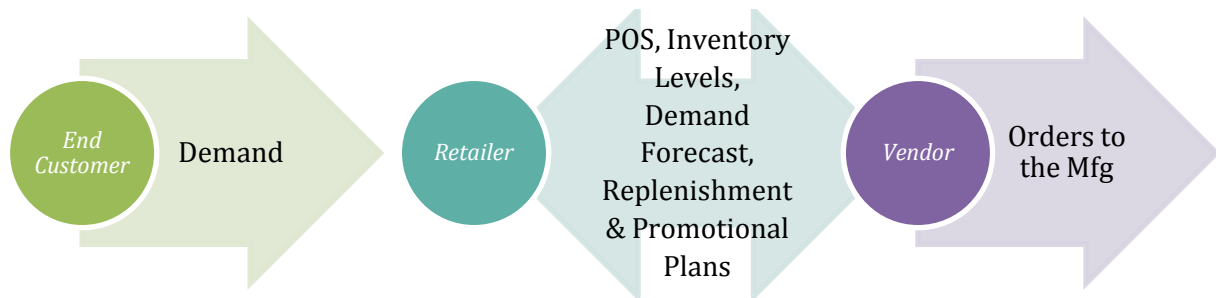 End
Customer
Demand
Retailer
POS, Inventory
Levels,
Demand
Forecast,
Replenishment
& Promotional
Plans
Vendor
Orders to
the Mfg